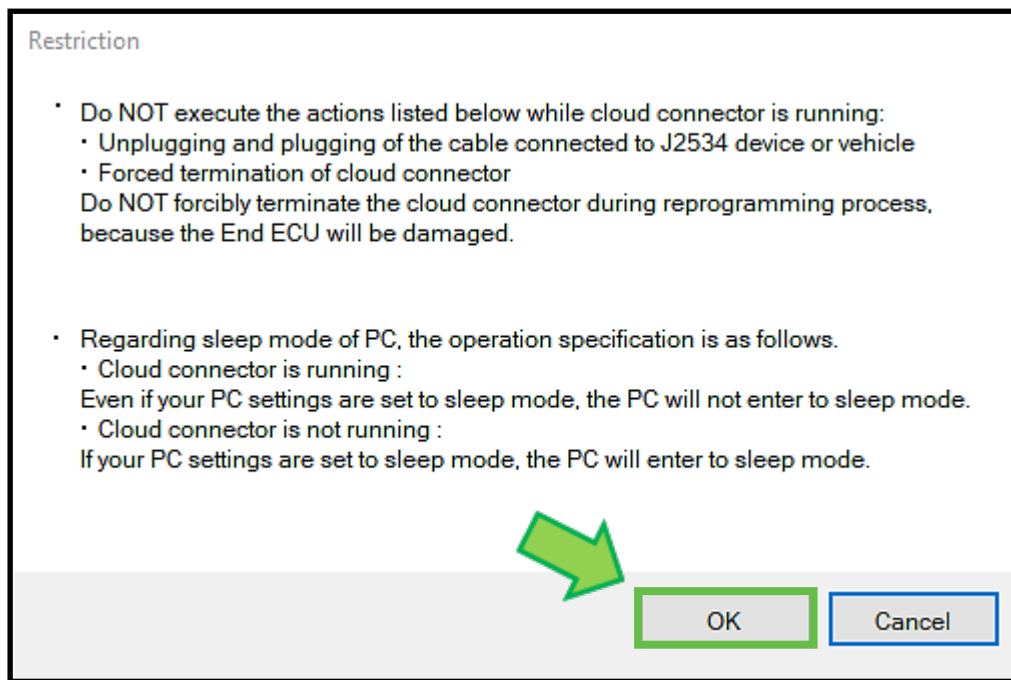 Restriction
・ Do NOT execute the actions listed below while cloud connector is running:
・Unplugging and plugging of the cable connected to J2534 device or vehicle
・Forced termination of cloud connector
Do NOT forcibly terminate the cloud connector during reprogramming process,
because the End ECU will be damaged.
・ Regarding sleep mode of PC, the operation specification is as follows.
・Cloud connector is running :
Even if your PC settings are set to sleep mode, the PC will not enter to sleep mode.
・Cloud connector is not running :
If your PC settings are set to sleep mode, the PC will enter to sleep mode.
OK
Cancel